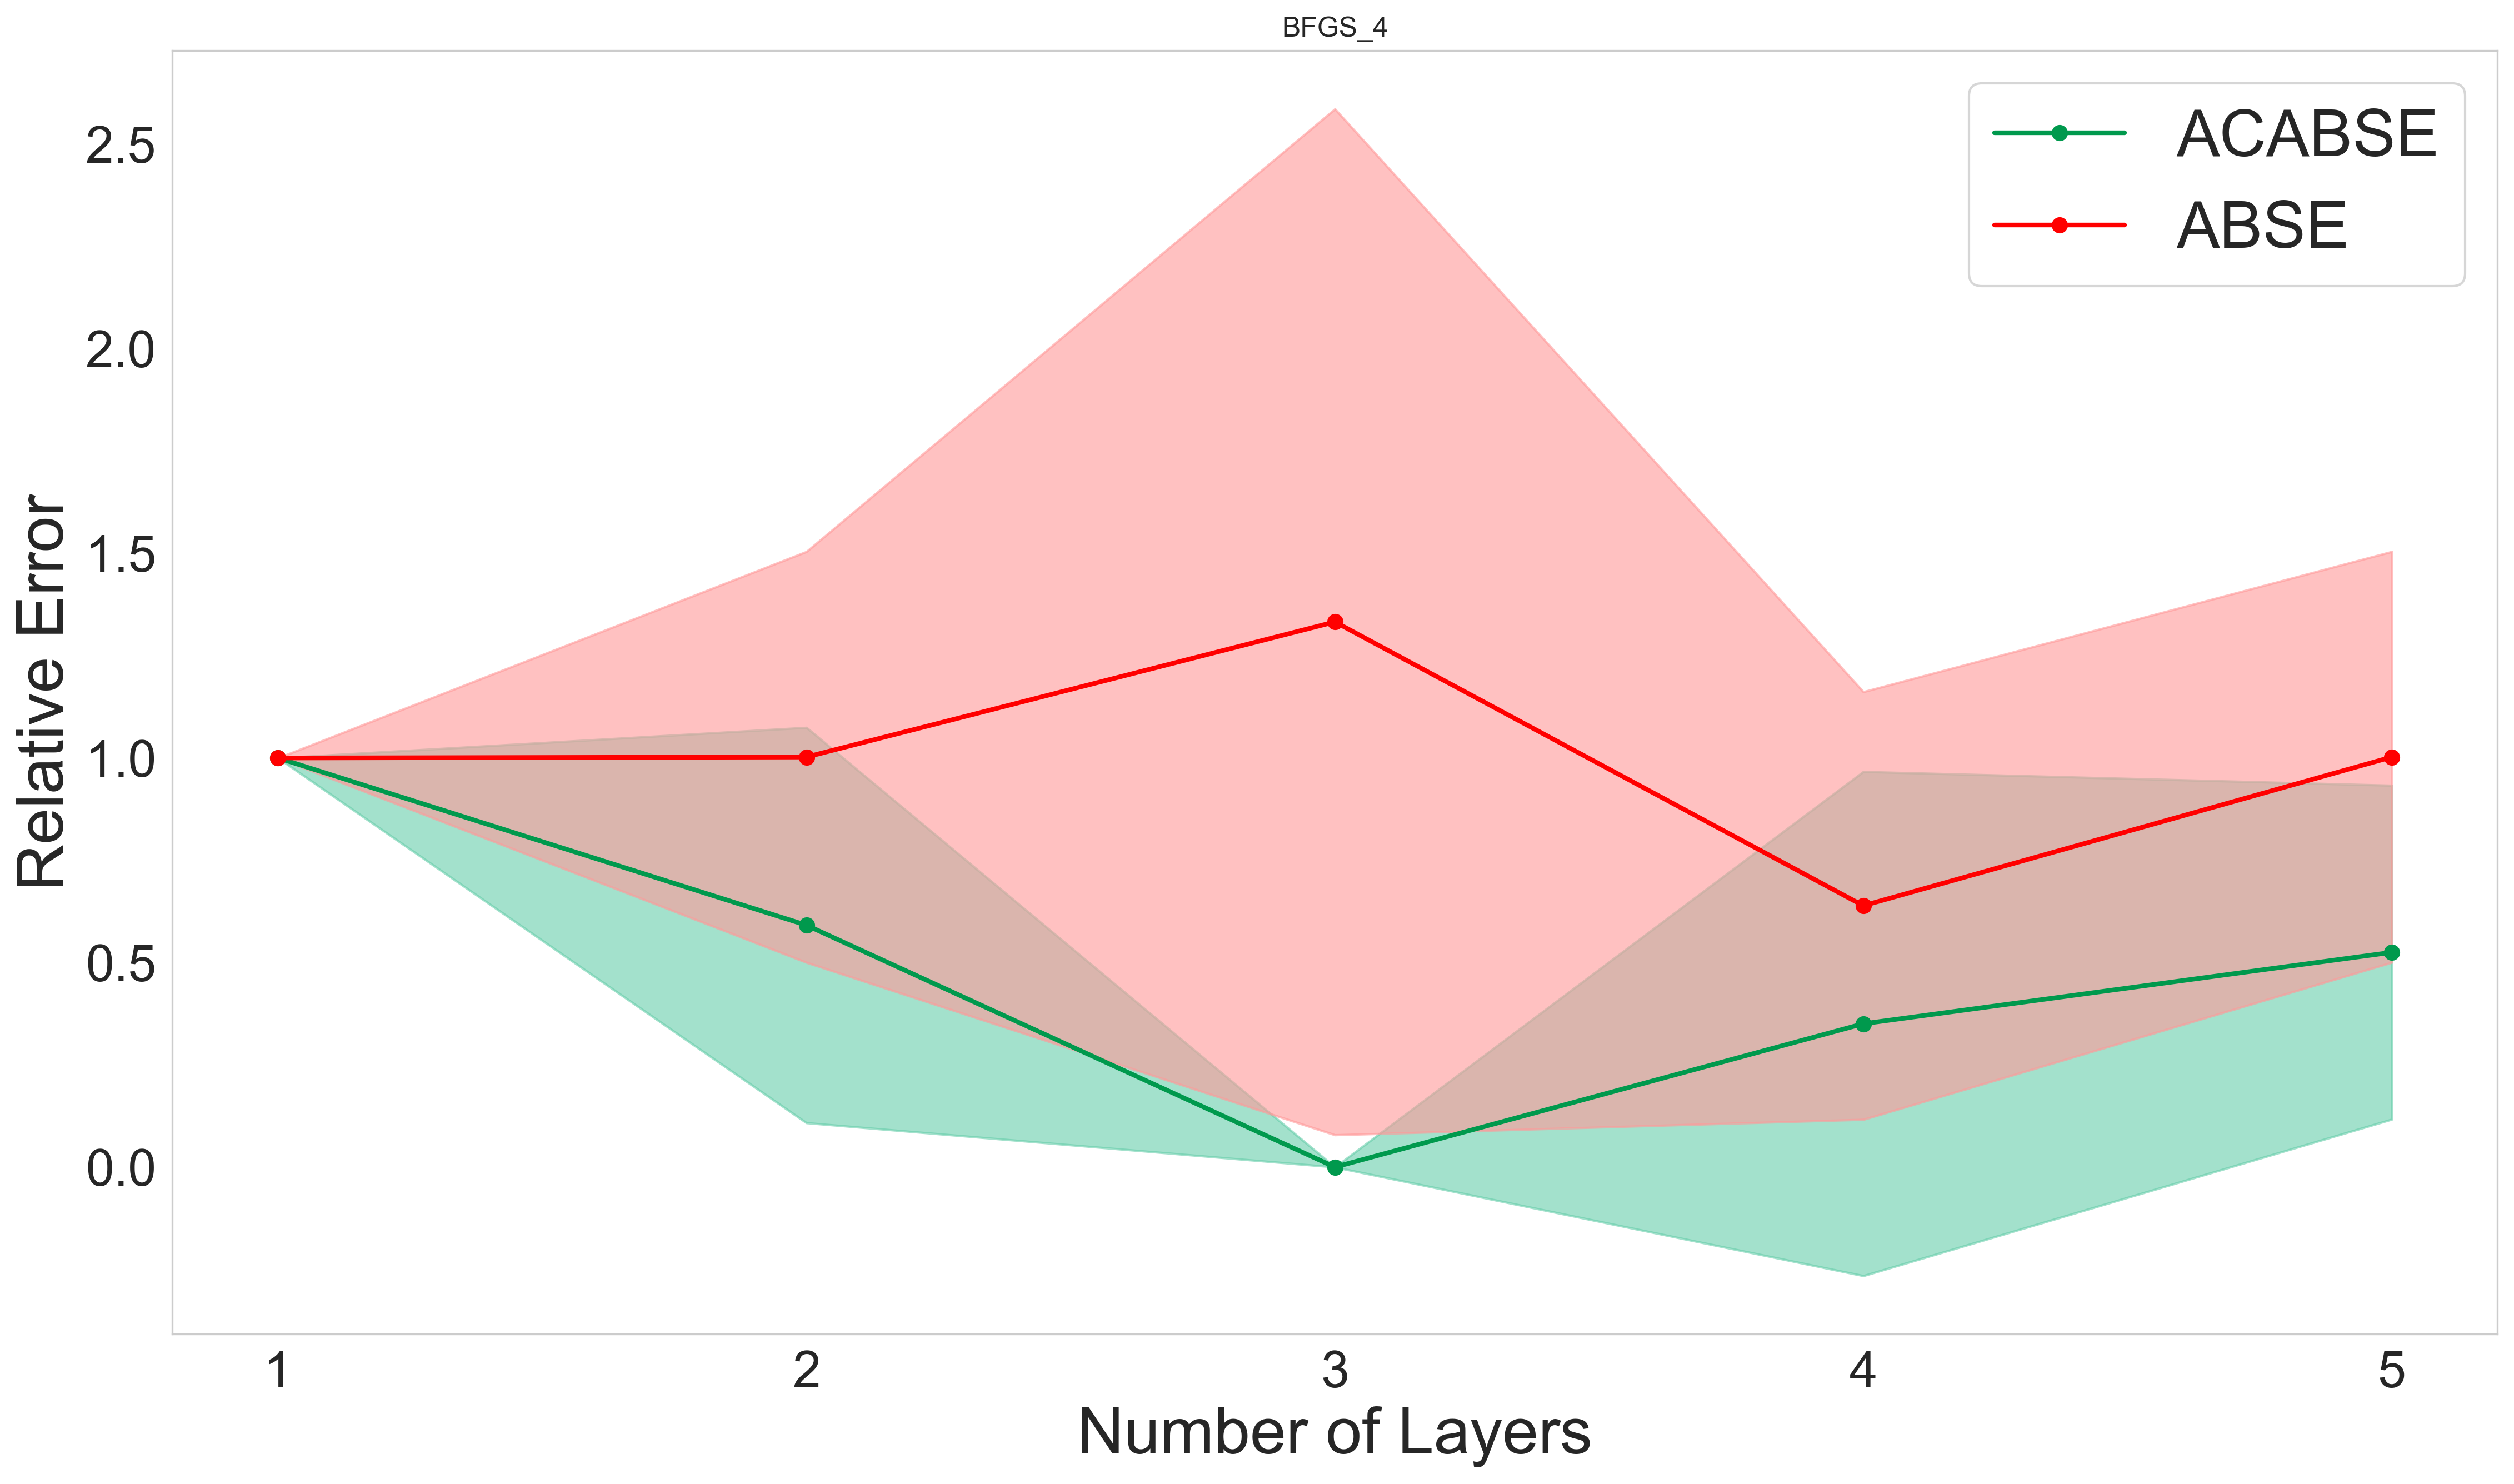 BFGS_4
ACABSE
ABSE
Relative Error
2.5
2.0
1.5
1.0
0.5
0.0
1 2 3 4 5
Number of Layers